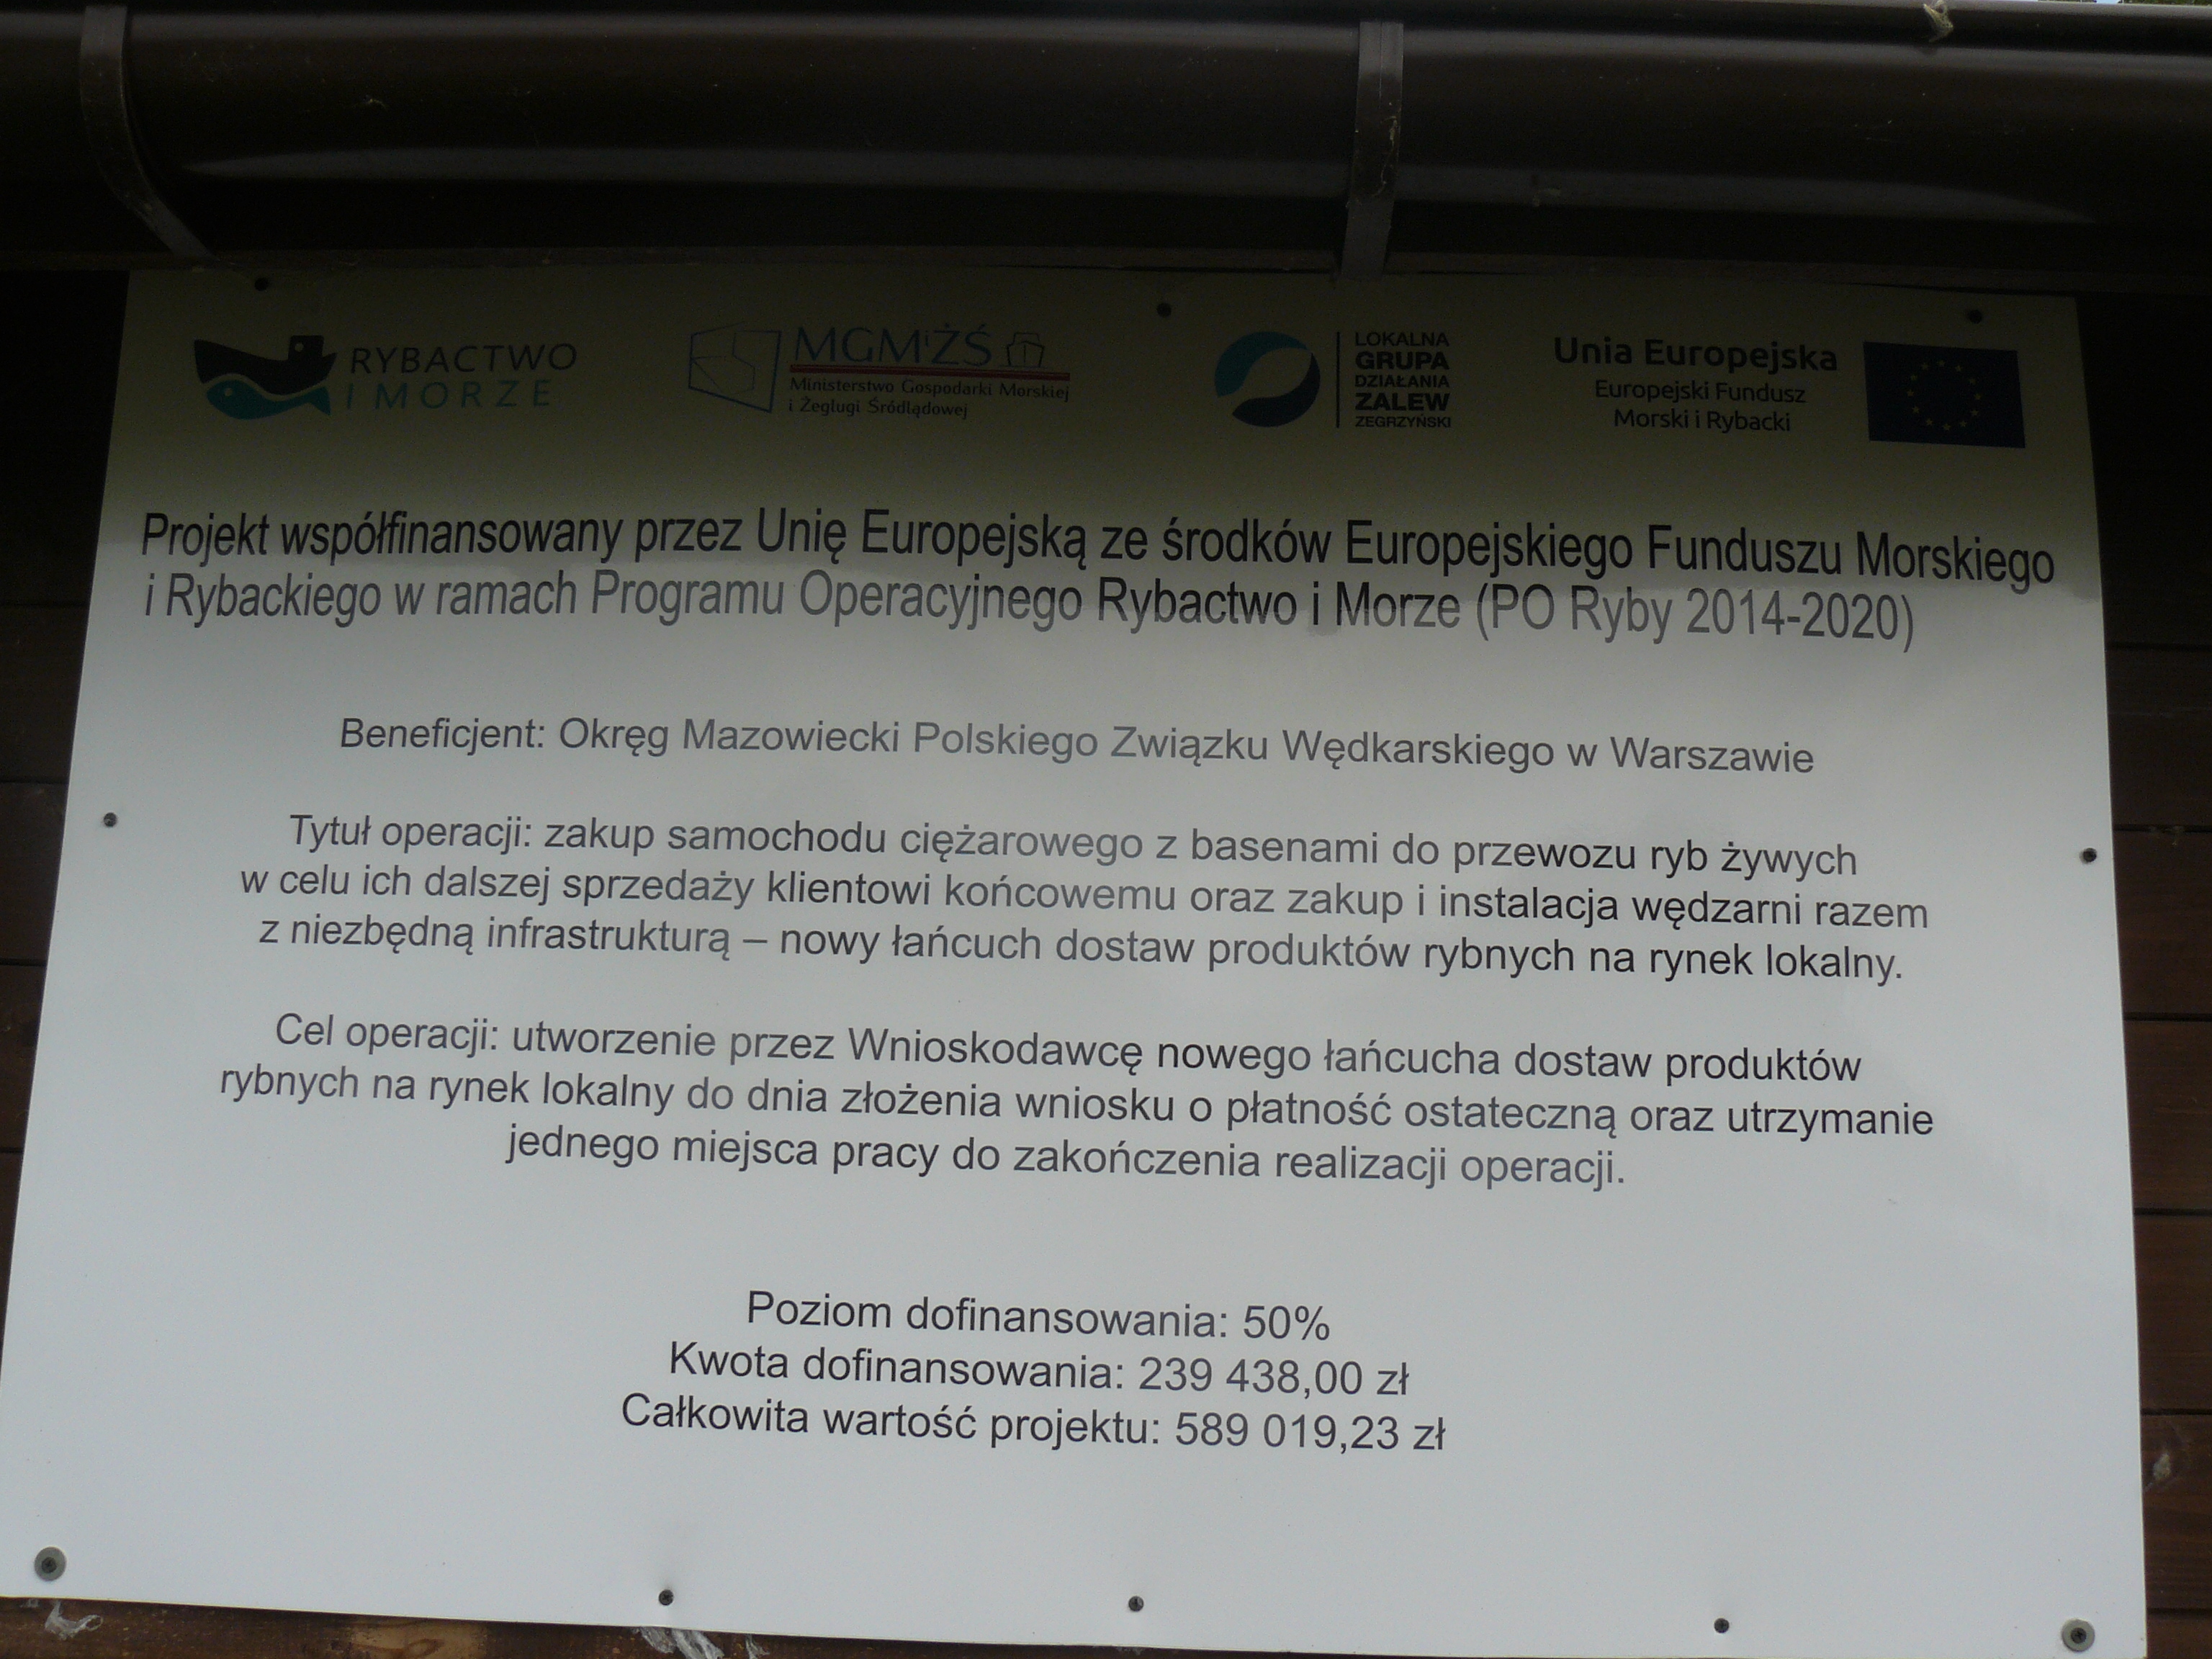 RYBACTWO
I MORZE
MGMiŻŚ
Ministerstwo Gospodarki Morskiej
i Żeglugi Śródlądowej
LOKALNA
GRUPA
DZIAŁANIA
ZALEW
ZEGRZYŃSKI
Unia Europejska
Europejski Fundusz
Morski i Rybacki
Projekt współfinansowany przez Unię Europejską ze środków Europejskiego Funduszu Morskiego
i Rybackiego w ramach Programu Operacyjnego Rybactwo i Morze (PO Ryby 2014-2020)
Beneficjent: Okręg Mazowiecki Polskiego Związku Wędkarskiego w Warszawie
Tytuł operacji: zakup samochodu ciężarowego z basenami do przewozu ryb żywych
w celu ich dalszej sprzedaży klientowi końcowemu oraz zakup i instalacja wędzarni razem
z niezbędną infrastrukturą – nowy łańcuch dostaw produktów rybnych na rynek lokalny.
Cel operacji: utworzenie przez Wnioskodawcę nowego łańcucha dostaw produktów
rybnych na rynek lokalny do dnia złożenia wniosku o płatność ostateczną oraz utrzymanie
jednego miejsca pracy do zakończenia realizacji operacji.
Poziom dofinansowania: 50%
Kwota dofinansowania: 239 438,00 zł
Całkowita wartość projektu: 589 019,23 zł